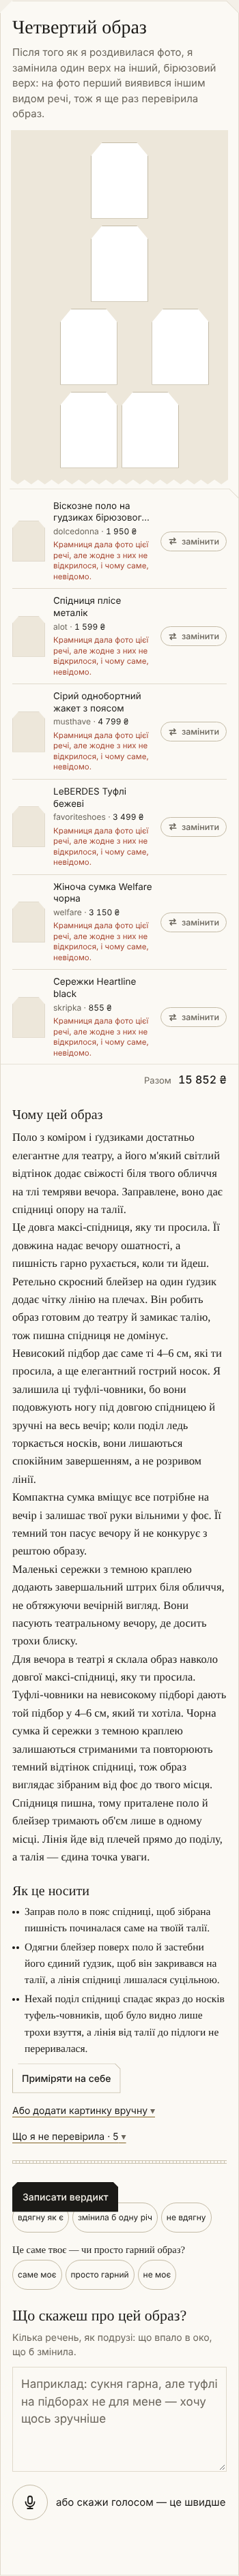 Четвертий образ
Після того як я роздивилася фото, я
замінила один верх на інший, бірюзовий
верх: на фото перший виявився іншим
видом речі, тож я ще раз перевірила
образ.
Віскозне поло на
гудзиках бірюзовог…
dolcedonna · 1 950 ₴
Крамниця дала фото цієї
речі, але жодне з них не
відкрилося, і чому саме,
невідомо.
⇄ замінити
Спідниця плісе
металік
alot · 1 599 ₴
Крамниця дала фото цієї
речі, але жодне з них не
відкрилося, і чому саме,
невідомо.
⇄ замінити
Сірий однобортний
жакет з поясом
musthave · 4 799 ₴
Крамниця дала фото цієї
речі, але жодне з них не
відкрилося, і чому саме,
невідомо.
⇄ замінити
LeBERDES Туфлі
бежеві
favoriteshoes · 3 499 ₴
Крамниця дала фото цієї
речі, але жодне з них не
відкрилося, і чому саме,
невідомо.
⇄ замінити
Жіноча сумка Welfare
чорна
welfare · 3 150 ₴
Крамниця дала фото цієї
речі, але жодне з них не
відкрилося, і чому саме,
невідомо.
⇄ замінити
Сережки Heartline
black
skripka · 855 ₴
Крамниця дала фото цієї
речі, але жодне з них не
відкрилося, і чому саме,
невідомо.
⇄ замінити
Разом 15 852 ₴
Чому цей образ
Поло з коміром і ґудзиками достатньо
елегантне для театру, а його м'який світлий
відтінок додає свіжості біля твого обличчя
на тлі темряви вечора. Заправлене, воно дає
спідниці опору на талії.
Це довга максі-спідниця, яку ти просила. Її
довжина надає вечору ошатності, а
пишність гарно рухається, коли ти йдеш.
Ретельно скроєний блейзер на один ґудзик
додає чітку лінію на плечах. Він робить
образ готовим до театру й замикає талію,
тож пишна спідниця не домінує.
Невисокий підбор дає саме ті 4–6 см, які ти
просила, а ще елегантний гострий носок. Я
залишила ці туфлі-човники, бо вони
подовжують ногу під довгою спідницею й
зручні на весь вечір; коли поділ ледь
торкається носків, вони лишаються
спокійним завершенням, а не розривом
лінії.
Компактна сумка вміщує все потрібне на
вечір і залишає твої руки вільними у фоє. Її
темний тон пасує вечору й не конкурує з
рештою образу.
Маленькі сережки з темною краплею
додають завершальний штрих біля обличчя,
не обтяжуючи вечірній вигляд. Вони
пасують театральному вечору, де досить
трохи блиску.
Для вечора в театрі я склала образ навколо
довгої максі-спідниці, яку ти просила.
Туфлі-човники на невисокому підборі дають
той підбор у 4–6 см, який ти хотіла. Чорна
сумка й сережки з темною краплею
залишаються стриманими та повторюють
темний відтінок спідниці, тож образ
виглядає зібраним від фоє до твого місця.
Спідниця пишна, тому приталене поло й
блейзер тримають об'єм лише в одному
місці. Лінія йде від плечей прямо до поділу,
а талія — єдина точка уваги.
Як це носити
•• Заправ поло в пояс спідниці, щоб зібрана
пишність починалася саме на твоїй талії.
•• Одягни блейзер поверх поло й застебни
його єдиний ґудзик, щоб він закривався на
талії, а лінія спідниці лишалася суцільною.
•• Нехай поділ спідниці спадає якраз до носків
туфель-човників, щоб було видно лише
трохи взуття, а лінія від талії до підлоги не
переривалася.
Приміряти на себе
Або додати картинку вручну ▾
Що я не перевірила · 5 ▾
Записати вердикт
вдягну як є
змінила б одну річ
не вдягну
Це саме твоє — чи просто гарний образ?
саме моє
просто гарний
не моє
Що скажеш про цей образ?
Кілька речень, як подрузі: що впало в око,
що б змінила.
Наприклад: сукня гарна, але туфлі
на підборах не для мене — хочу
щось зручніше
або скажи голосом — це швидше